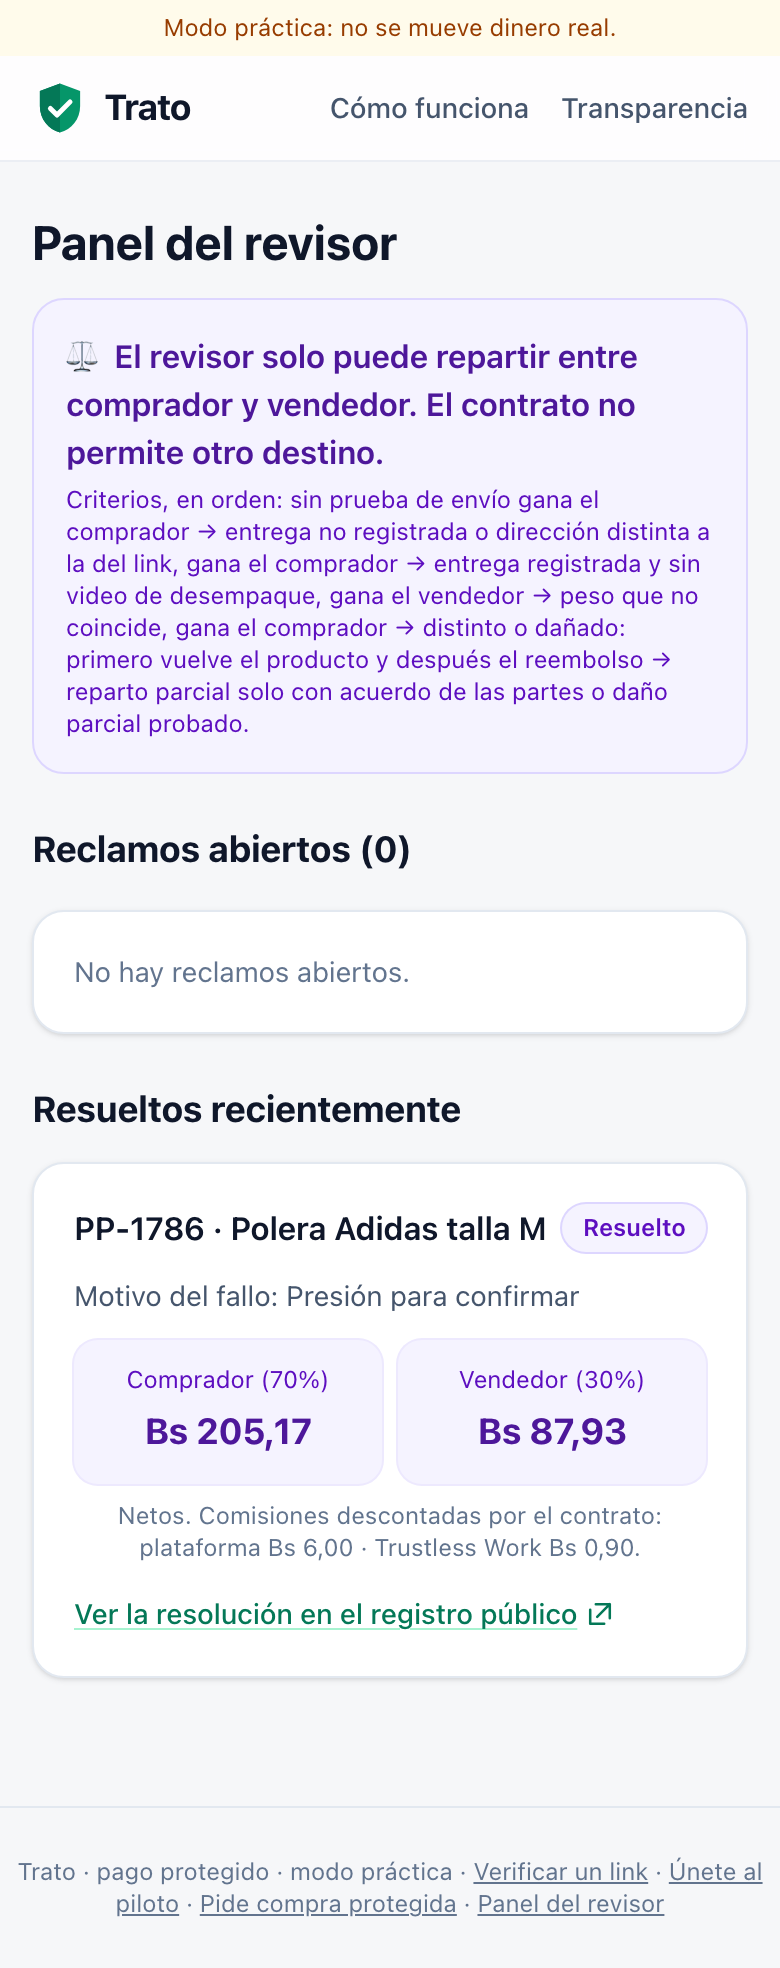 Modo práctica: no se mueve dinero real.
Trato
Cómo funciona
Transparencia
Panel del revisor
⚖️ El revisor solo puede repartir entre
comprador y vendedor. El contrato no
permite otro destino.
Criterios, en orden: sin prueba de envío gana el
comprador → entrega no registrada o dirección distinta a
la del link, gana el comprador → entrega registrada y sin
video de desempaque, gana el vendedor → peso que no
coincide, gana el comprador → distinto o dañado:
primero vuelve el producto y después el reembolso →
reparto parcial solo con acuerdo de las partes o daño
parcial probado.
Reclamos abiertos (0)
No hay reclamos abiertos.
Resueltos recientemente
PP-1786 · Polera Adidas talla M
Resuelto
Motivo del fallo: Presión para confirmar
Comprador (70%)
Bs 205,17
Vendedor (30%)
Bs 87,93
Netos. Comisiones descontadas por el contrato:
plataforma Bs 6,00 · Trustless Work Bs 0,90.
Ver la resolución en el registro público
Trato · pago protegido · modo práctica · Verificar un link · Únete al
piloto · Pide compra protegida · Panel del revisor